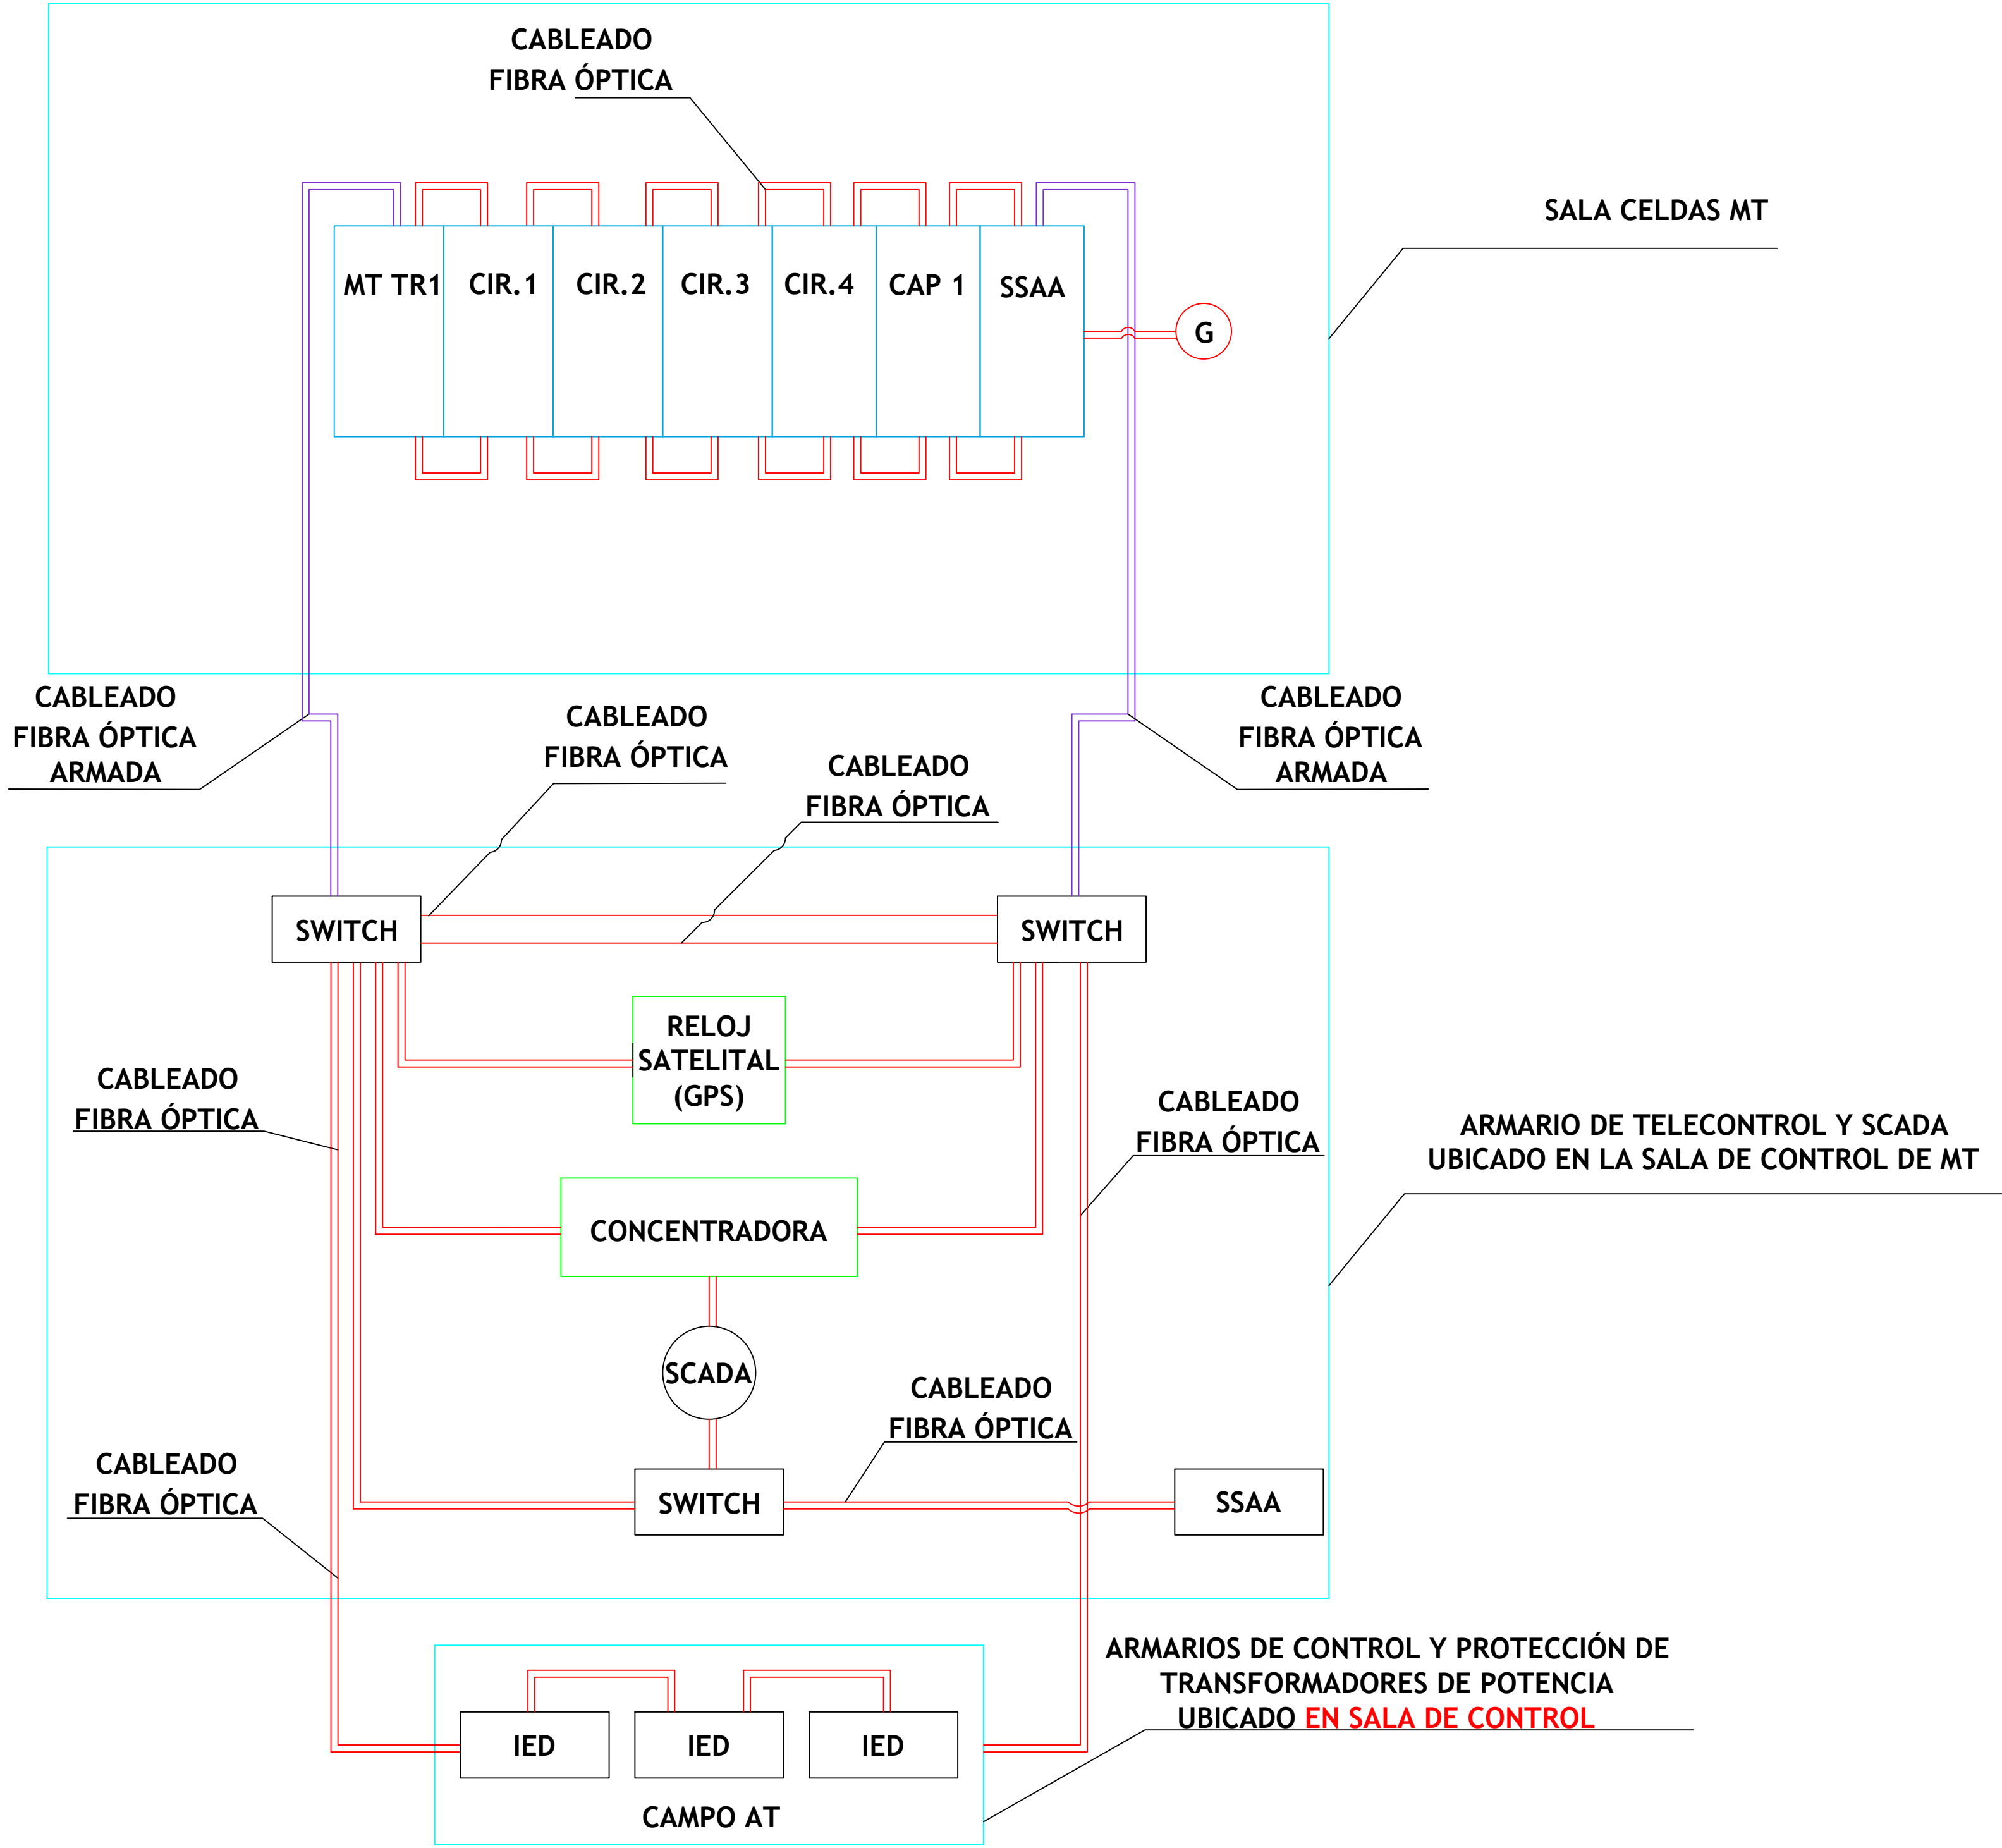 CABLEADO
FIBRA ÓPTICA
SALA CELDAS MT
MT TR1
CIR.1
CIR.2
CIR.3
CIR.4
CAP 1
SSAA
G
CABLEADO
FIBRA ÓPTICA
ARMADA
CABLEADO
FIBRA ÓPTICA
CABLEADO
FIBRA ÓPTICA
CABLEADO
FIBRA ÓPTICA
ARMADA
SWITCH
SWITCH
RELOJ
SATELITAL
(GPS)
CABLEADO
FIBRA ÓPTICA
CABLEADO
FIBRA ÓPTICA
ARMARIO DE TELECONTROL Y SCADA
UBICADO EN LA SALA DE CONTROL DE MT
CONCENTRADORA
SCADA
CABLEADO
FIBRA ÓPTICA
CABLEADO
FIBRA ÓPTICA
SWITCH
SSAA
ARMARIOS DE CONTROL Y PROTECCIÓN DE
TRANSFORMADORES DE POTENCIA
UBICADO EN SALA DE CONTROL
IED
IED
IED
CAMPO AT